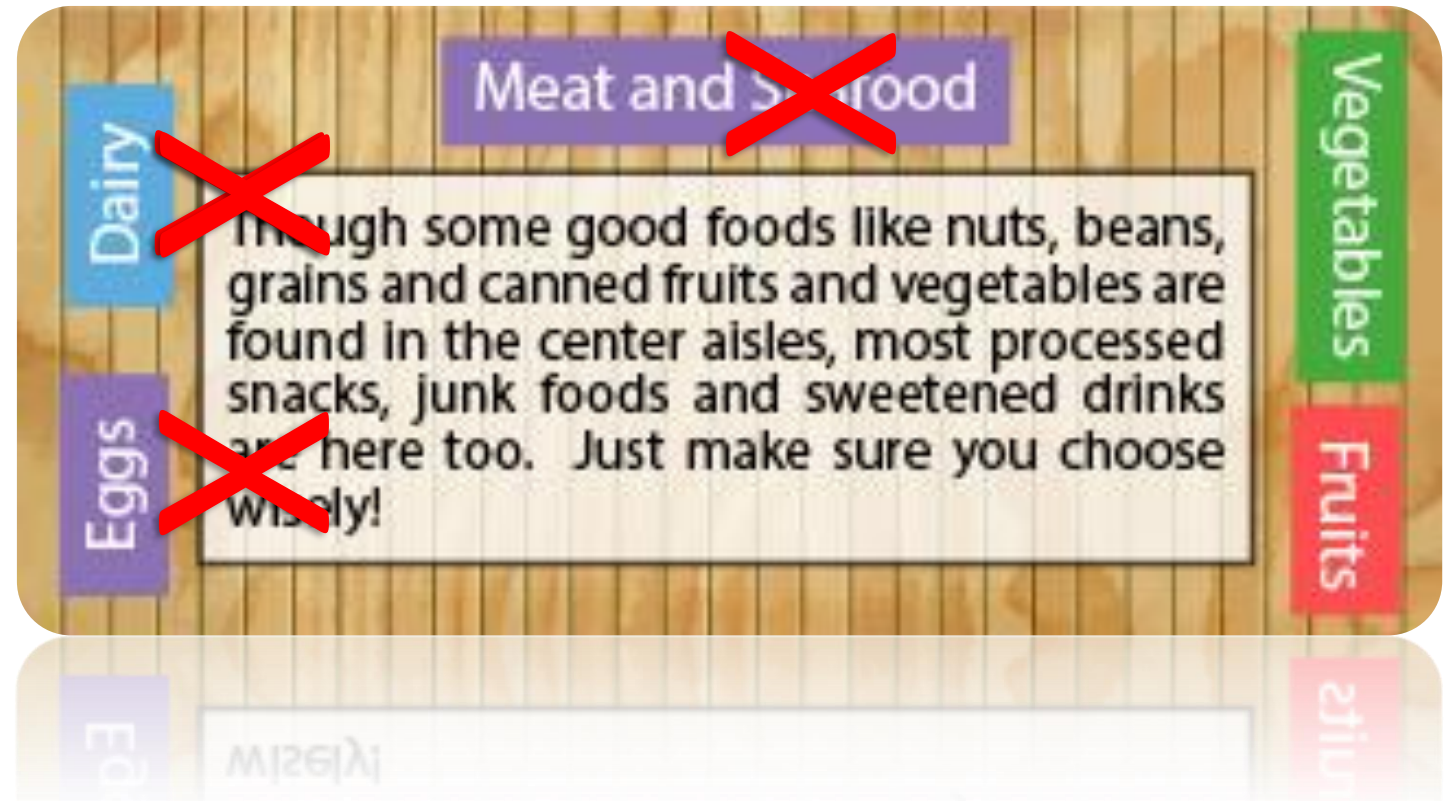 Meat and Seafood
Dairy
Eggs
Though some good foods like nuts, beans,
grains and canned fruits and vegetables are
found in the center aisles, most processed
snacks, junk foods and sweetened drinks
are here too. Just make sure you choose
wisely!
Vegetables
Fruits